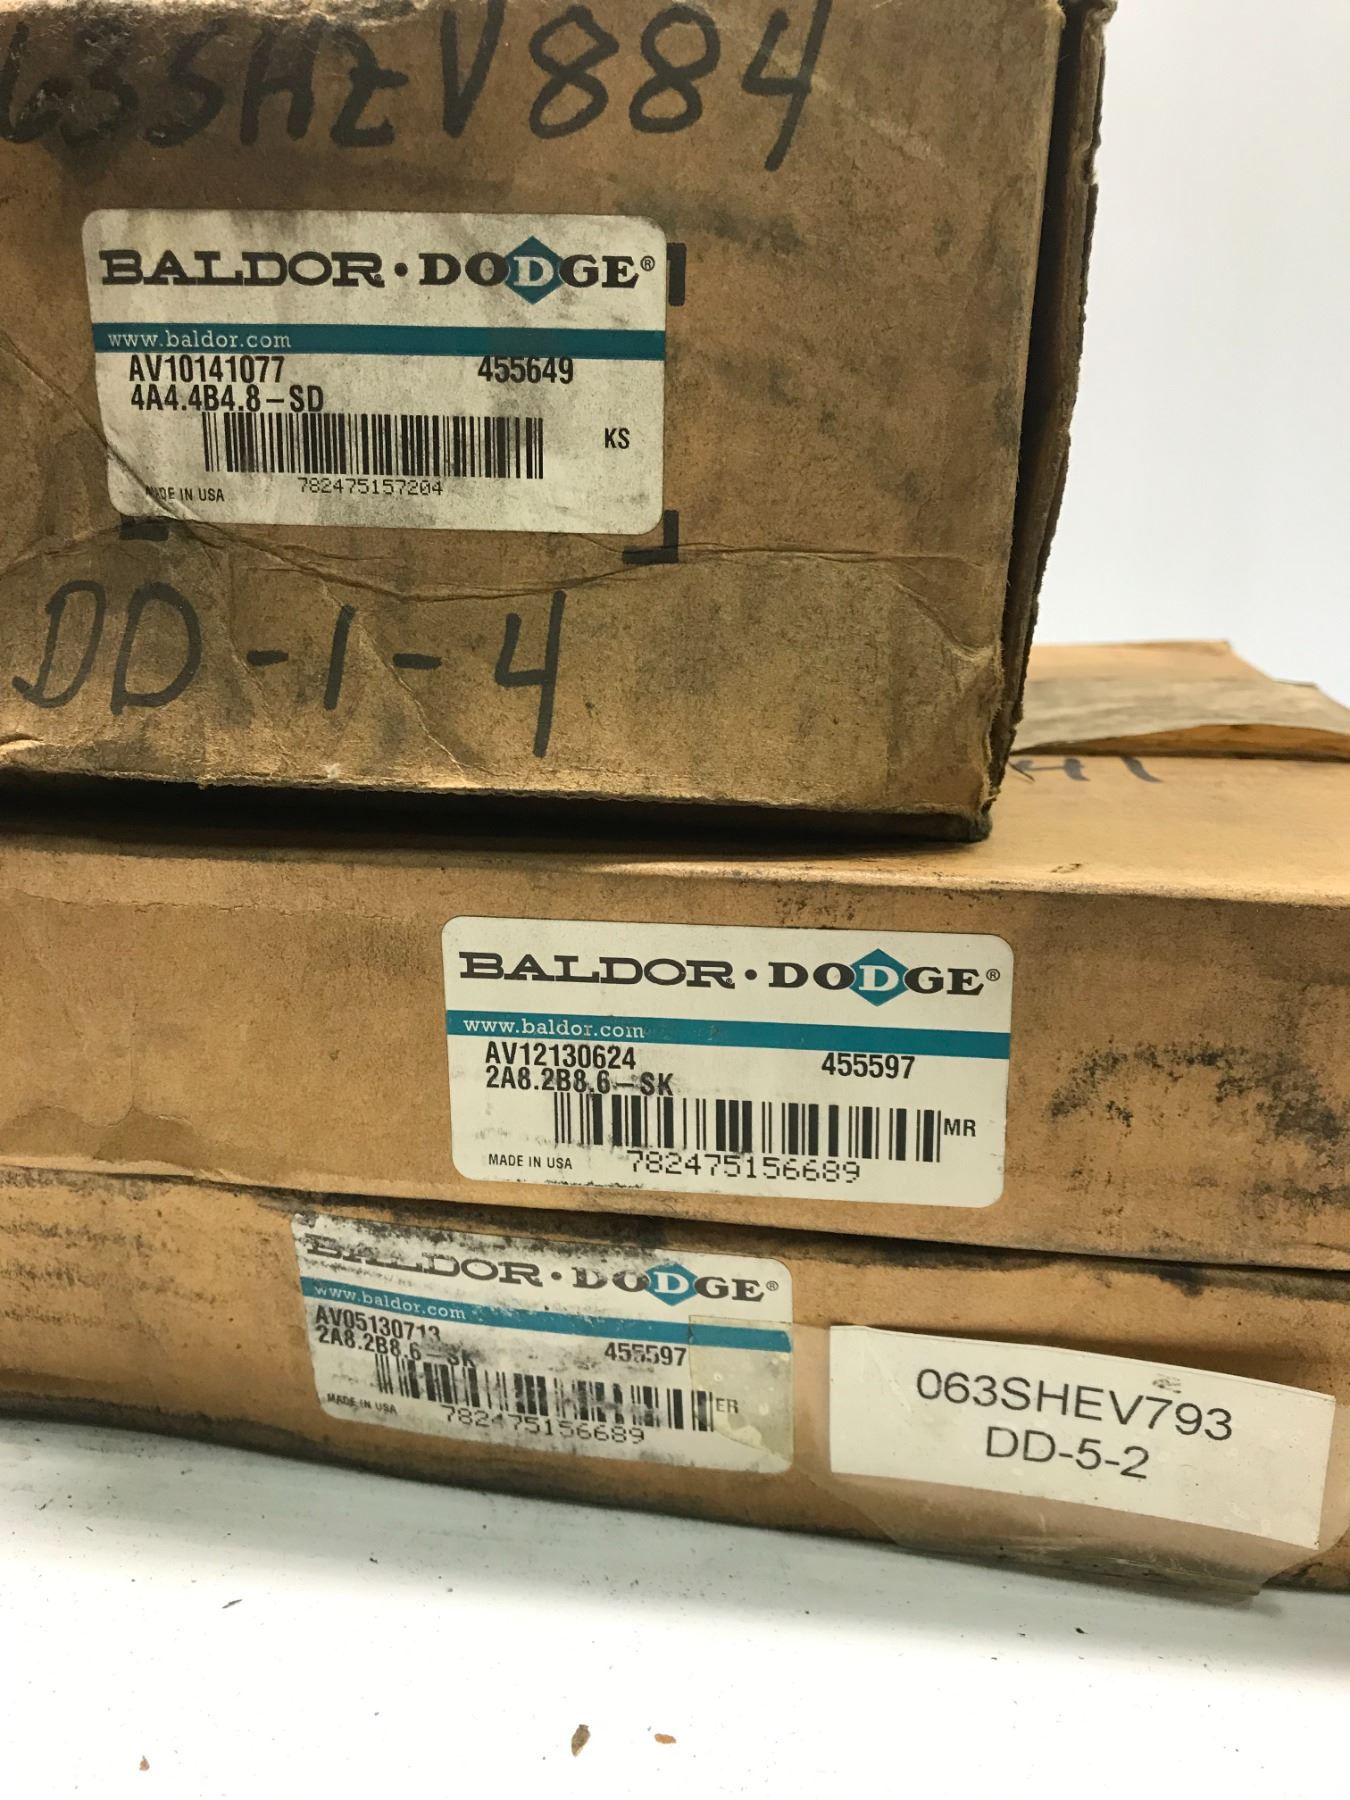 63SHEV884
BALDOR • DODGE®
www.baldor.com
AV10141077 455649
4A4.4B4.8-SD
KS
MADE IN USA 782475157204
DD-1-4
BALDOR • DODGE®
www.baldor.com
AV12130624 455597
2A8.2B8.6-SK
MR
MADE IN USA 782475156689
BALDOR • DODGE®
www.baldor.com
AV05130713
2A8.2B8.6-SK 455597
ER
MADE IN USA 782475156689
063SHEV793
DD-5-2